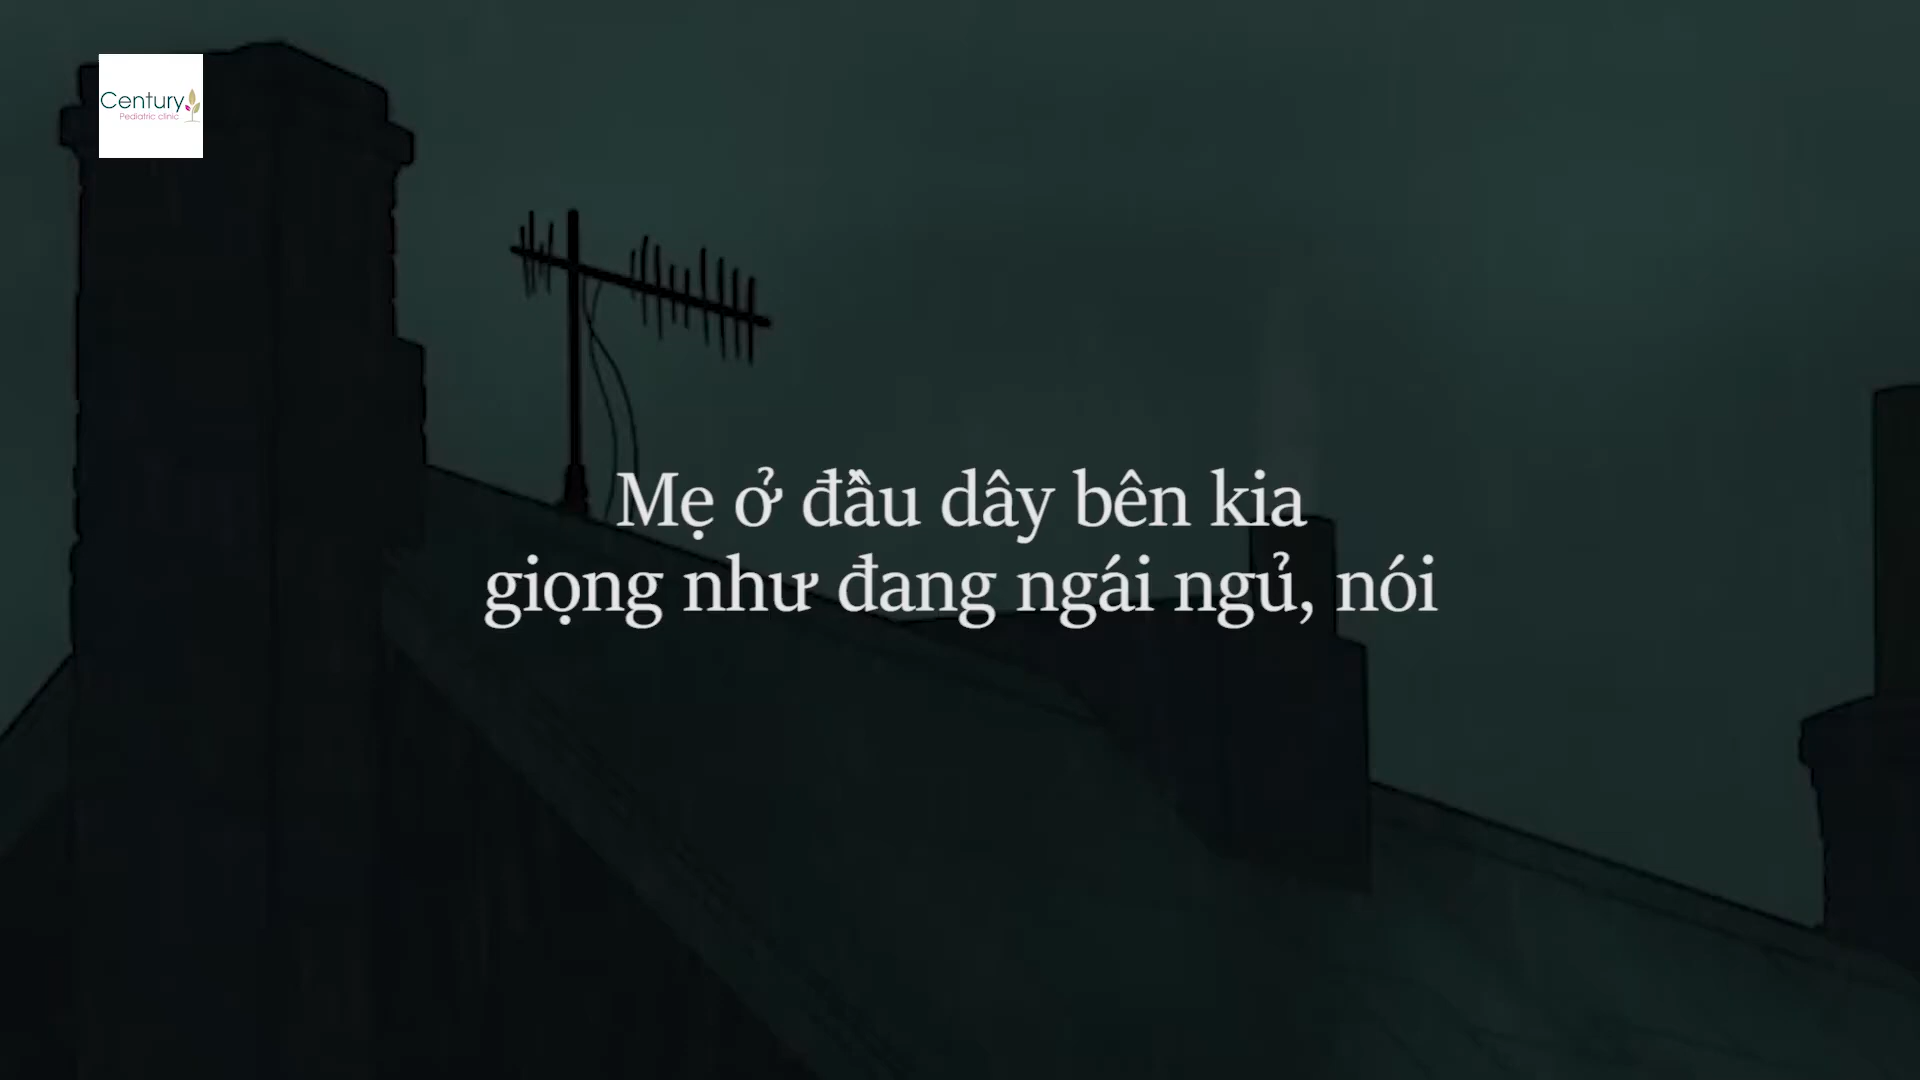 Century
Pediatric clinic
Mẹ ở đầu dây bên kia
giọng như đang ngái ngủ, nói